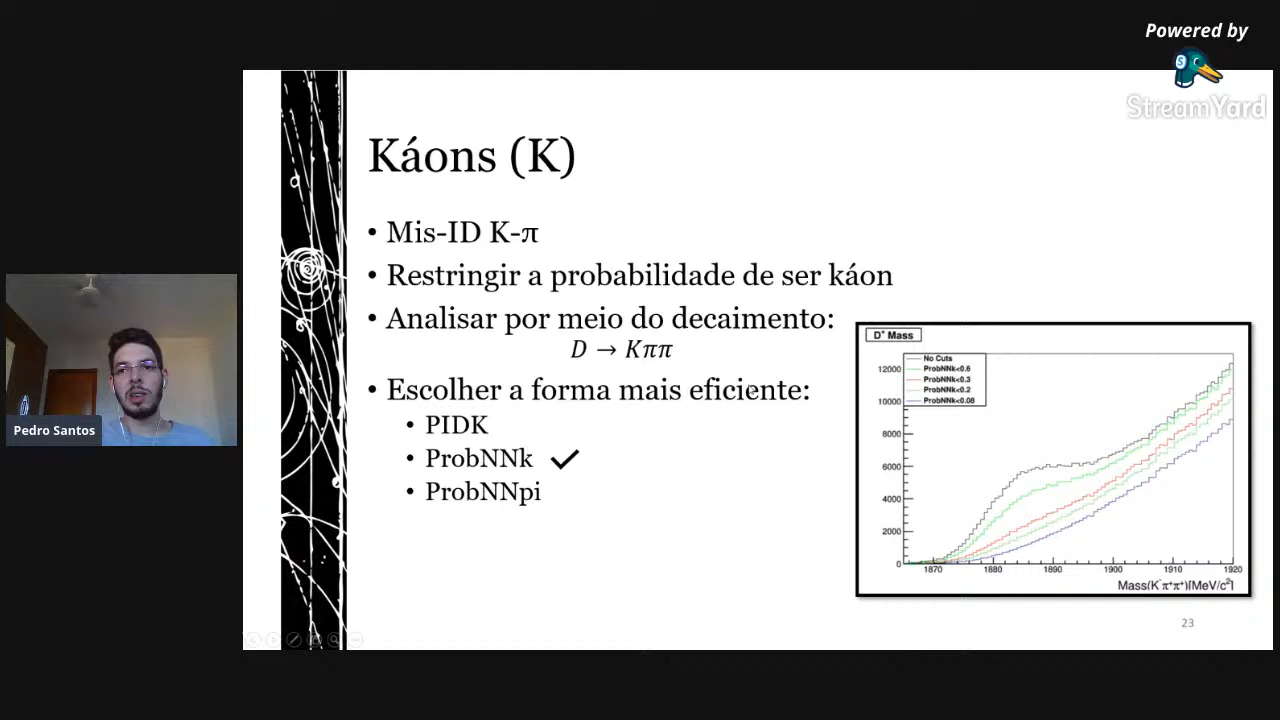 Powered by
StreamYard
Káons (K)
• Mis-ID K-π
• Restringir a probabilidade de ser káon
• Analisar por meio do decaimento:
D → Kππ
• Escolher a forma mais eficiente:
• PIDK
• ProbNNk ✓
• ProbNNpi
Pedro Santos
D⁺ Mass
No Cuts
ProbNNk<0.6
ProbNNk<0.3
ProbNNk<0.2
ProbNNk<0.08
12000
10000
8000
6000
4000
2000
0
1870 1880 1890 1900 1910 1920
Mass(K⁻π⁺π⁺)[MeV/c²]
23